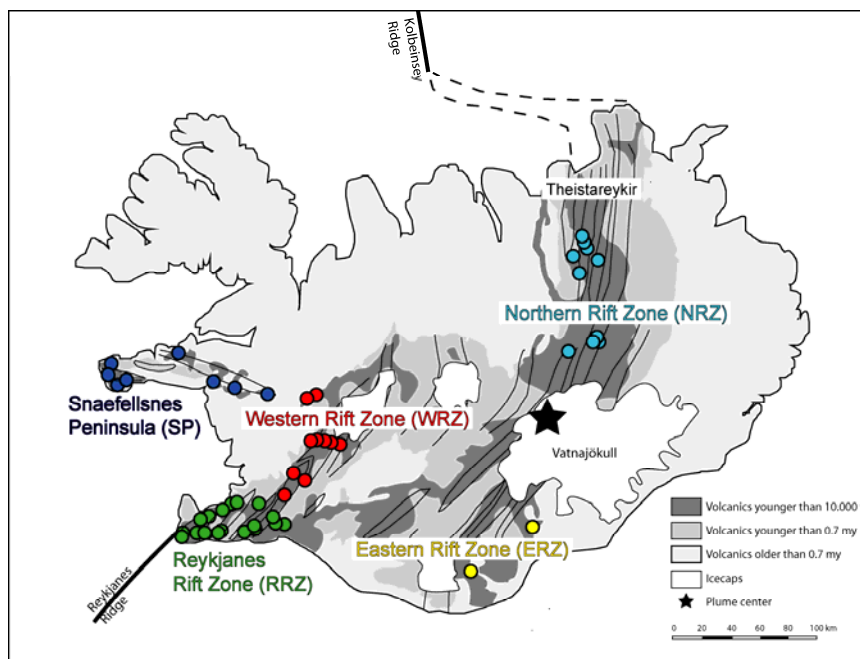 Kolbeinsey
Ridge
Theistareykir
Northern Rift Zone (NRZ)
Snaefellsnes
Peninsula (SP)
Western Rift Zone (WRZ)
Vatnajökull
Eastern Rift Zone (ERZ)
Reykjanes
Rift Zone (RRZ)
Reykjanes
Ridge
Volcanics younger than 10.000
Volcanics younger than 0.7 my
Volcanics older than 0.7 my
Icecaps
Plume center
0 20 40 60 80 100 km